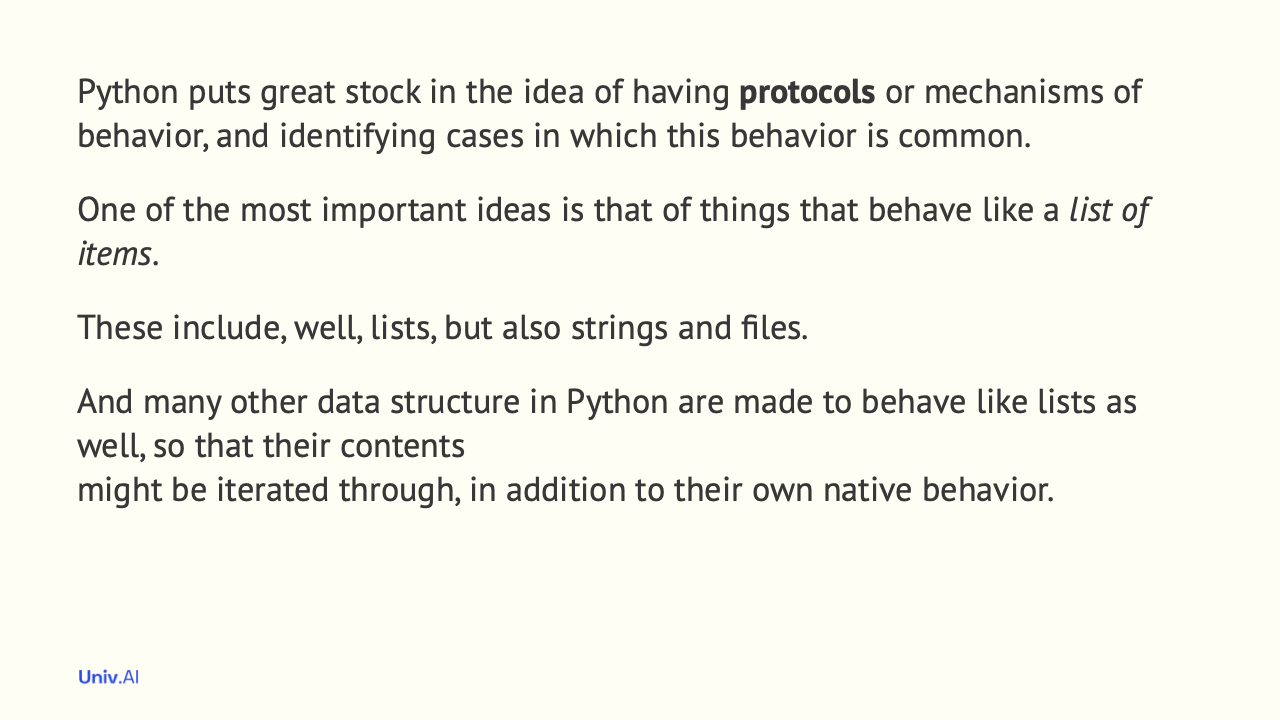 Python puts great stock in the idea of having protocols or mechanisms of
behavior, and identifying cases in which this behavior is common.
One of the most important ideas is that of things that behave like a list of
items.
These include, well, lists, but also strings and files.
And many other data structure in Python are made to behave like lists as
well, so that their contents
might be iterated through, in addition to their own native behavior.
Univ.AI